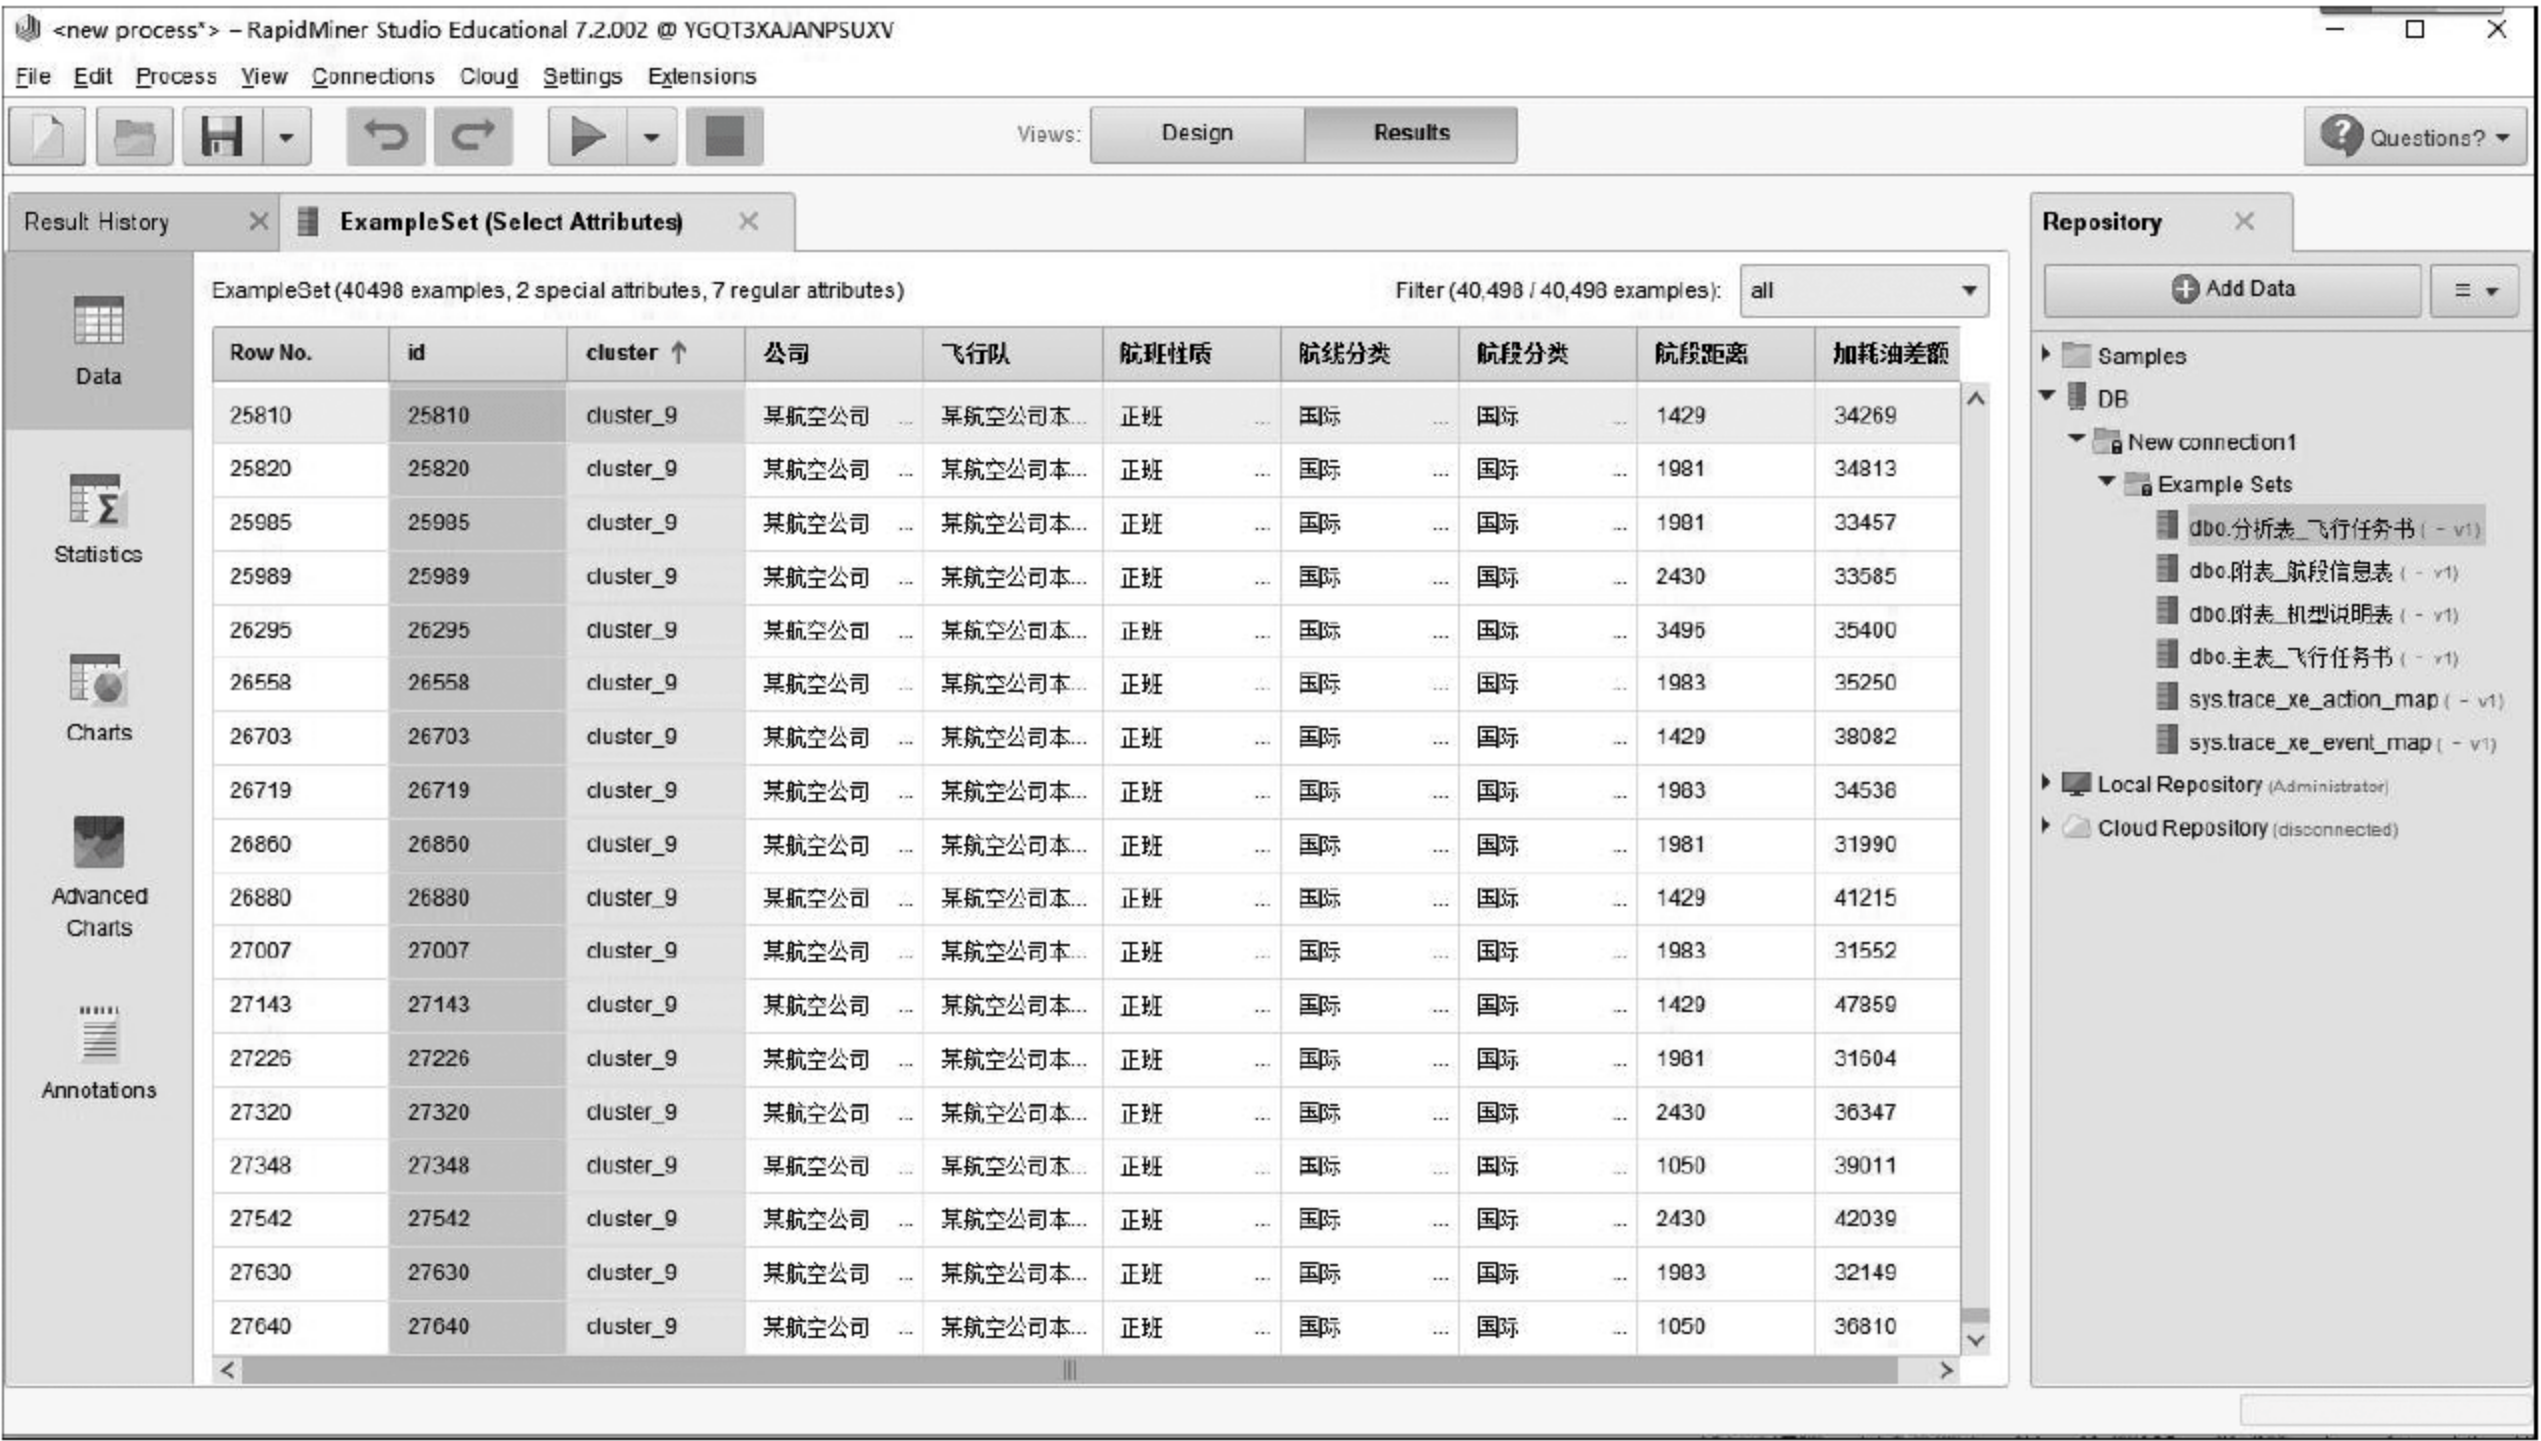 <new process*> – RapidMiner Studio Educational 7.2.002 @ YGQT3XAJANPSUXV
File Edit Process View Connections Cloud Settings Extensions
Views: Design Results Questions?
Result History ExampleSet (Select Attributes) Repository
ExampleSet (40498 examples, 2 special attributes, 7 regular attributes) Filter (40,498 / 40,498 examples): all
Row No. id cluster 公司 飞行队 航班性质 航线分类 航段分类 航段距离 加耗油差额
25810 25810 cluster_9 某航空公司 ... 某航空公司本... 正班 ... 国际 ... 国际 ... 1429 34269
25820 25820 cluster_9 某航空公司 ... 某航空公司本... 正班 ... 国际 ... 国际 ... 1981 34813
25985 25985 cluster_9 某航空公司 ... 某航空公司本... 正班 ... 国际 ... 国际 ... 1981 33457
25989 25989 cluster_9 某航空公司 ... 某航空公司本... 正班 ... 国际 ... 国际 ... 2430 33585
26295 26295 cluster_9 某航空公司 ... 某航空公司本... 正班 ... 国际 ... 国际 ... 3496 35400
26558 26558 cluster_9 某航空公司 ... 某航空公司本... 正班 ... 国际 ... 国际 ... 1983 35250
26703 26703 cluster_9 某航空公司 ... 某航空公司本... 正班 ... 国际 ... 国际 ... 1429 38082
26719 26719 cluster_9 某航空公司 ... 某航空公司本... 正班 ... 国际 ... 国际 ... 1983 34538
26860 26860 cluster_9 某航空公司 ... 某航空公司本... 正班 ... 国际 ... 国际 ... 1981 31990
26880 26880 cluster_9 某航空公司 ... 某航空公司本... 正班 ... 国际 ... 国际 ... 1429 41215
27007 27007 cluster_9 某航空公司 ... 某航空公司本... 正班 ... 国际 ... 国际 ... 1983 31552
27143 27143 cluster_9 某航空公司 ... 某航空公司本... 正班 ... 国际 ... 国际 ... 1429 47859
27226 27226 cluster_9 某航空公司 ... 某航空公司本... 正班 ... 国际 ... 国际 ... 1981 31604
27320 27320 cluster_9 某航空公司 ... 某航空公司本... 正班 ... 国际 ... 国际 ... 2430 36347
27348 27348 cluster_9 某航空公司 ... 某航空公司本... 正班 ... 国际 ... 国际 ... 1050 39011
27542 27542 cluster_9 某航空公司 ... 某航空公司本... 正班 ... 国际 ... 国际 ... 2430 42039
27630 27630 cluster_9 某航空公司 ... 某航空公司本... 正班 ... 国际 ... 国际 ... 1983 32149
27640 27640 cluster_9 某航空公司 ... 某航空公司本... 正班 ... 国际 ... 国际 ... 1050 36810
Data
Statistics
Charts
Advanced
Charts
Annotations
Add Data
Samples
DB
New connection1
Example Sets
dbo.分析表_飞行任务书 ( - v1)
dbo.附表_航段信息表 ( - v1)
dbo.附表_机型说明表 ( - v1)
dbo.主表_飞行任务书 ( - v1)
sys.trace_xe_action_map ( - v1)
sys.trace_xe_event_map ( - v1)
Local Repository (Administrator)
Cloud Repository (disconnected)